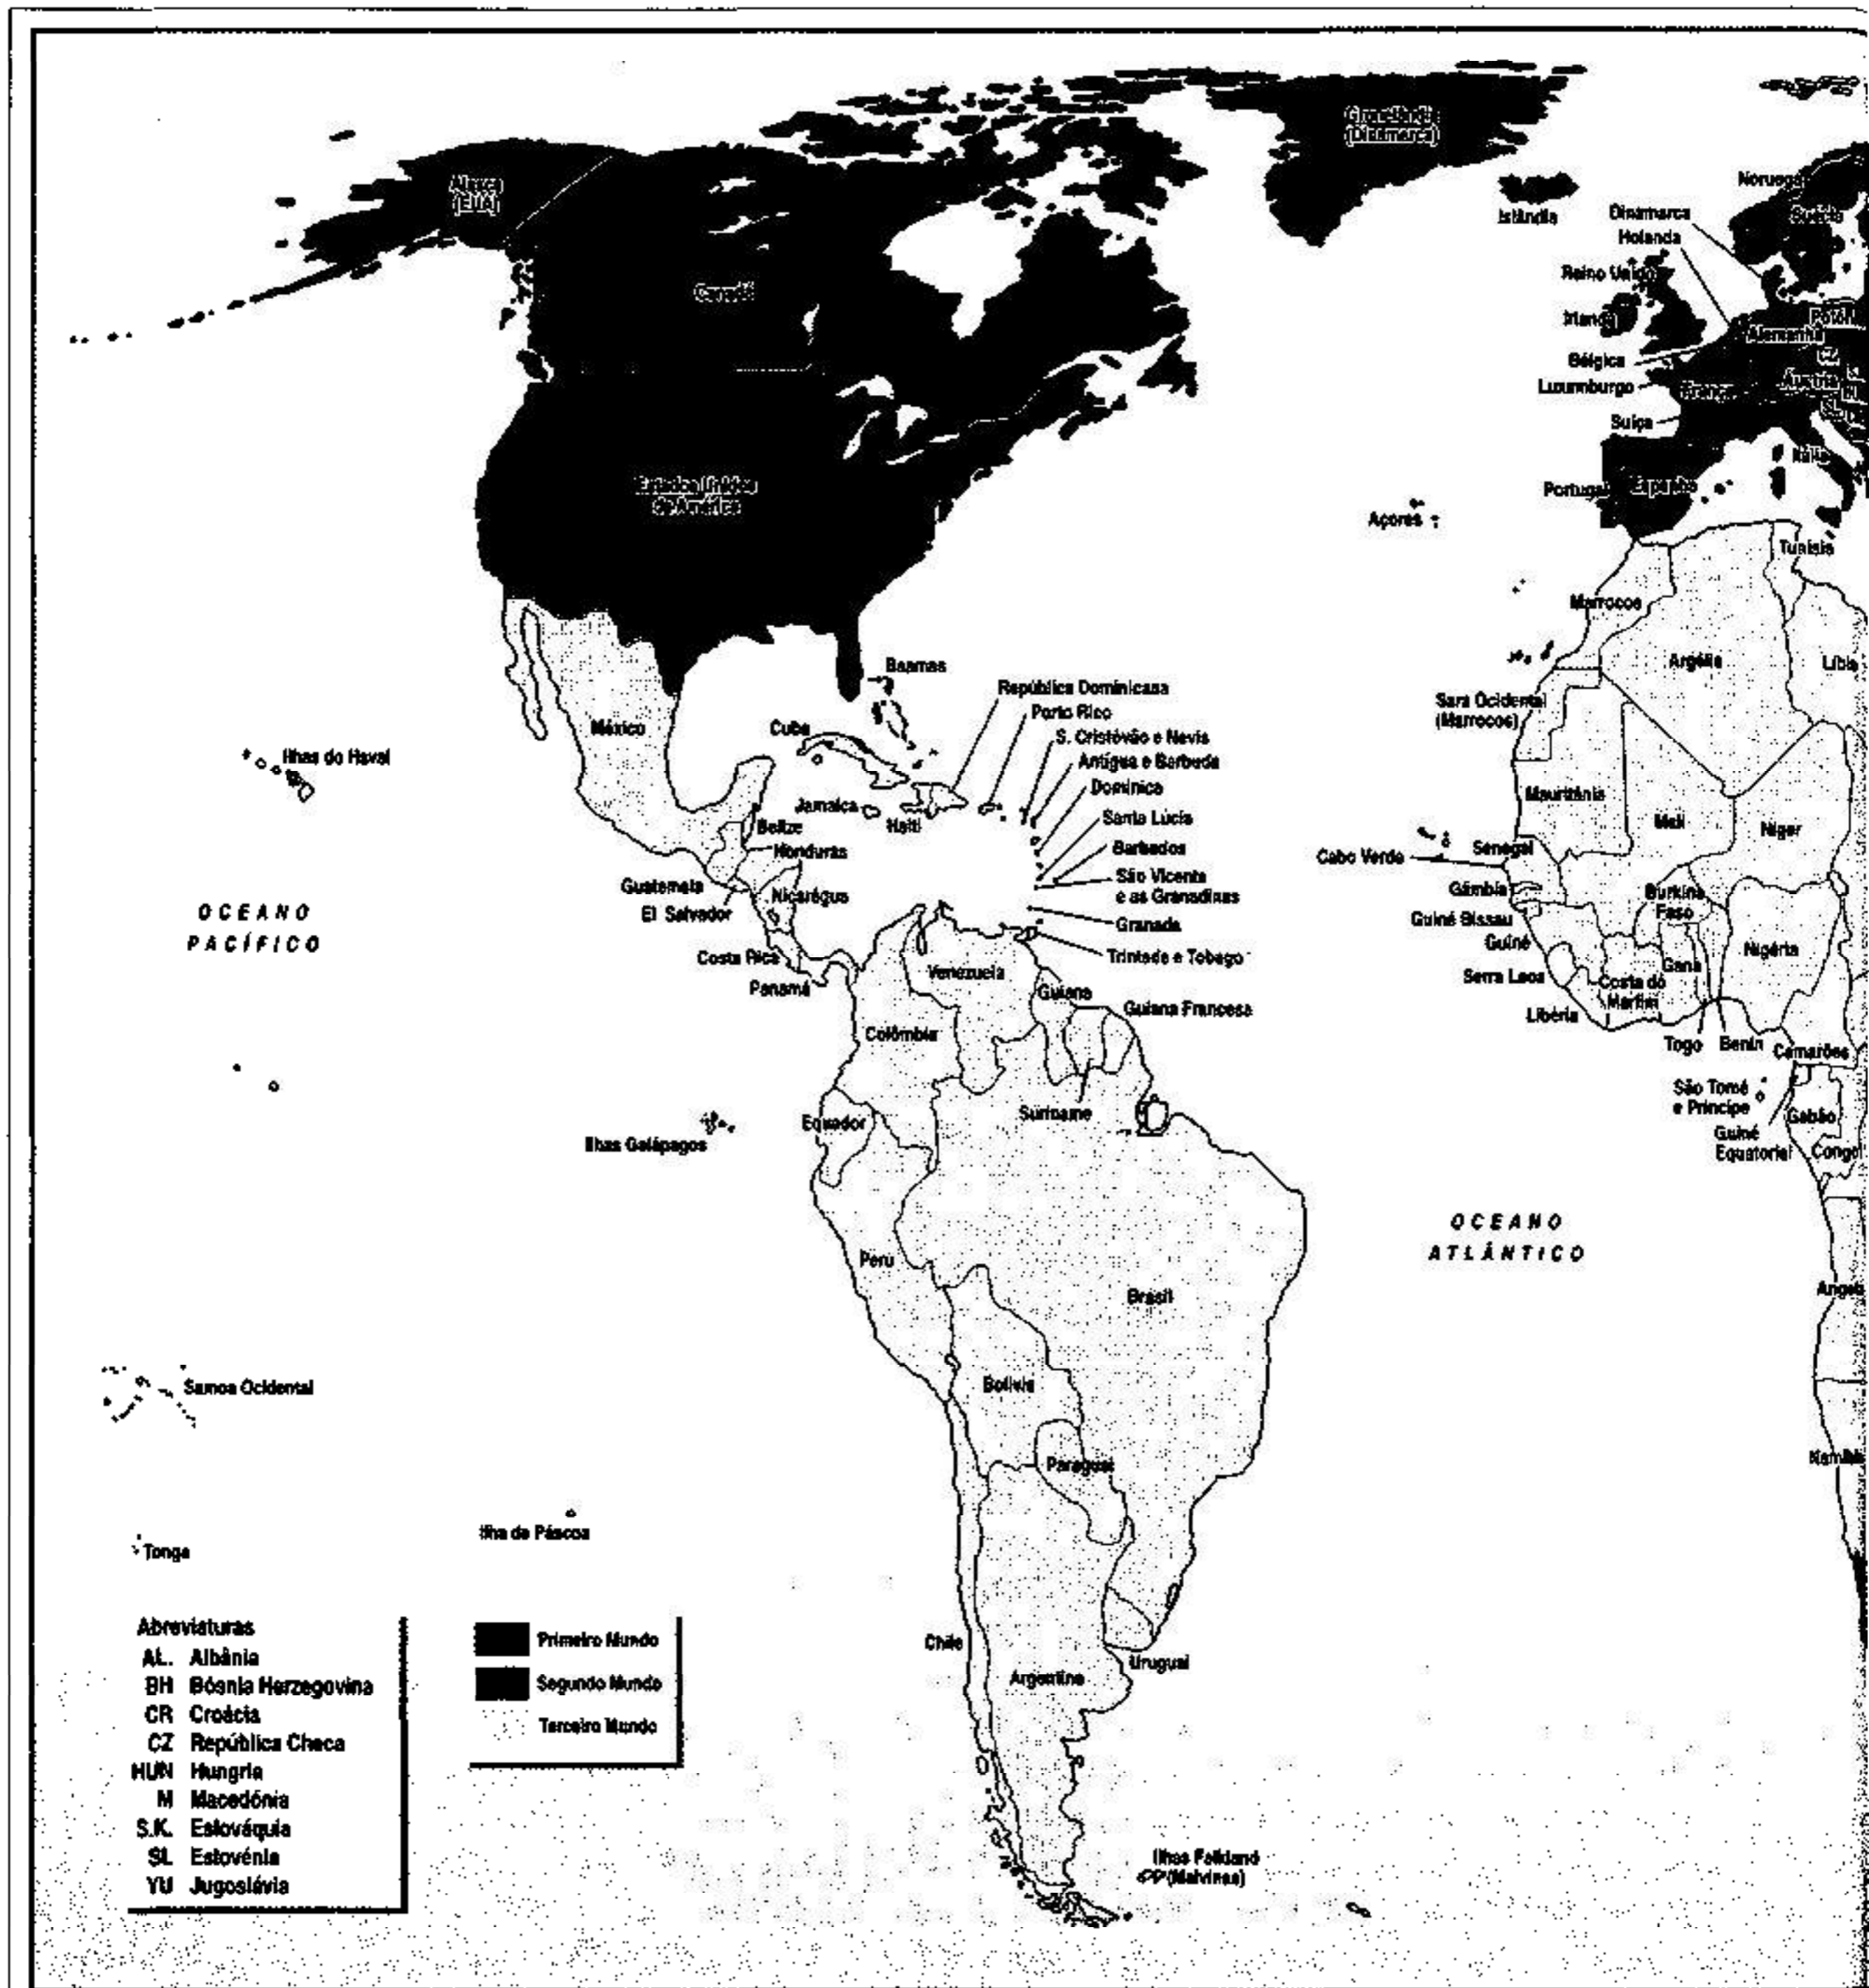 Gronelândia
(Dinamarca)
Alasca
(EUA)
Islândia
Noruega
Suécia
Dinamarca
Holanda
Reino Unido
Irlanda
Canadá
Alemanha
Bélgica
CZ
Luxemburgo
Áustria
França
Suíça
SL
Itália
Estados Unidos
da América
Portugal
Espanha
Açores
Tunísia
Marrocos
Argélia
Líbia
Baamas
República Dominicana
Porto Rico
Sara Ocidental
(Marrocos)
México
Cuba
S. Cristóvão e Nevis
Antígua e Barbuda
Ilhas do Havaí
Dominica
Jamaica
Haiti
Mauritânia
Santa Lúcia
Belize
Mali
Níger
Honduras
Barbados
Senegal
Cabo Verde
São Vicente
e as Granadinas
Guatemala
Nicarágua
Gâmbia
Burkina
Faso
El Salvador
Granada
Guiné Bissau
OCEANO
PACÍFICO
Guiné
Nigéria
Costa Rica
Trindade e Tobago
Gana
Venezuela
Serra Leoa
Costa do
Marfim
Panamá
Guiana
Guiana Francesa
Libéria
Colômbia
Togo
Benin
Camarões
São Tomé
e Príncipe
Suriname
Gabão
Equador
Ilhas Galápagos
Guiné
Equatorial
Congo
OCEANO
ATLÂNTICO
Peru
Brasil
Samoa Ocidental
Bolívia
Paraguai
Ilha de Páscoa
Tonga
Chile
Argentina
Uruguai
Abreviaturas
AL. Albânia
BH Bósnia Herzegovina
CR Croácia
CZ República Checa
HUN Hungria
M Macedónia
S.K. Eslováquia
SL Eslovénia
YU Jugoslávia
Primeiro Mundo
Segundo Mundo
Terceiro Mundo
Ilhas Falkland
(Malvinas)